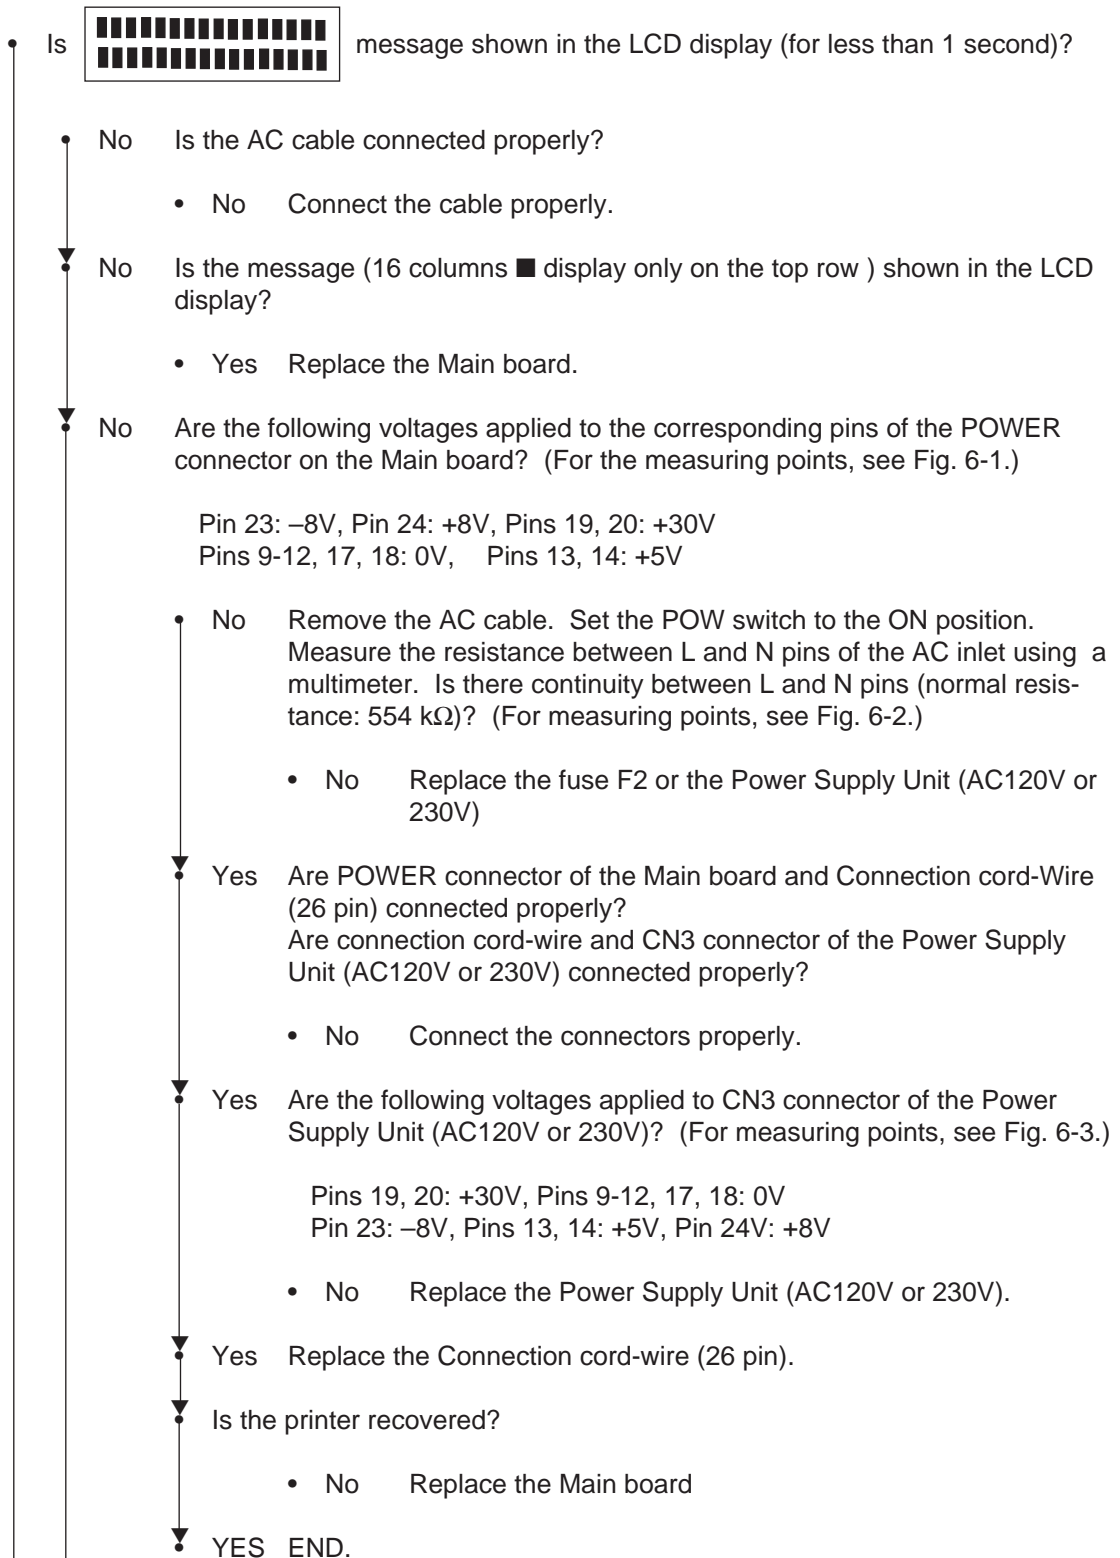 Is message shown in the LCD display (for less than 1 second)?
No Is the AC cable connected properly?
• No Connect the cable properly.
No Is the message (16 columns ■ display only on the top row ) shown in the LCD
display?
• Yes Replace the Main board.
No Are the following voltages applied to the corresponding pins of the POWER
connector on the Main board? (For the measuring points, see Fig. 6-1.)
Pin 23: –8V, Pin 24: +8V, Pins 19, 20: +30V
Pins 9-12, 17, 18: 0V, Pins 13, 14: +5V
No Remove the AC cable. Set the POW switch to the ON position.
Measure the resistance between L and N pins of the AC inlet using a
multimeter. Is there continuity between L and N pins (normal resis-
tance: 554 kΩ)? (For measuring points, see Fig. 6-2.)
• No Replace the fuse F2 or the Power Supply Unit (AC120V or
230V)
Yes Are POWER connector of the Main board and Connection cord-Wire
(26 pin) connected properly?
Are connection cord-wire and CN3 connector of the Power Supply
Unit (AC120V or 230V) connected properly?
• No Connect the connectors properly.
Yes Are the following voltages applied to CN3 connector of the Power
Supply Unit (AC120V or 230V)? (For measuring points, see Fig. 6-3.)
Pins 19, 20: +30V, Pins 9-12, 17, 18: 0V
Pin 23: –8V, Pins 13, 14: +5V, Pin 24V: +8V
• No Replace the Power Supply Unit (AC120V or 230V).
Yes Replace the Connection cord-wire (26 pin).
Is the printer recovered?
• No Replace the Main board
YES END.